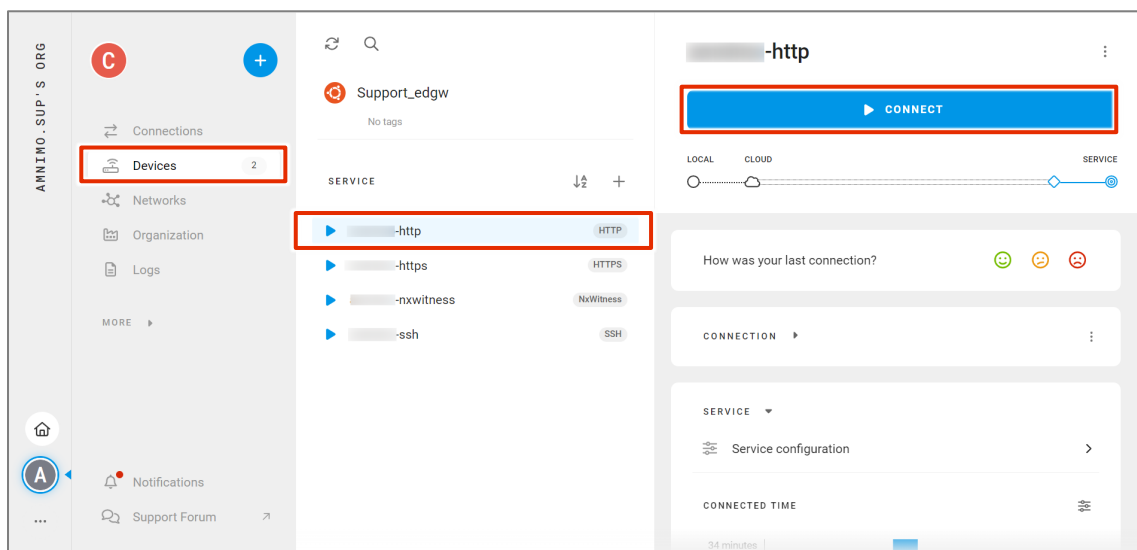 AMNIMO.SUP'S ORG
A
...
C
+
Connections
Devices 2
Networks
Organization
Logs
MORE
Notifications
Support Forum
Support_edgw
No tags
SERVICE
-http HTTP
-https HTTPS
-nxwitness NxWitness
-ssh SSH
-http
CONNECT
LOCAL CLOUD SERVICE
How was your last connection?
CONNECTION
SERVICE
Service configuration
CONNECTED TIME
34 minutes